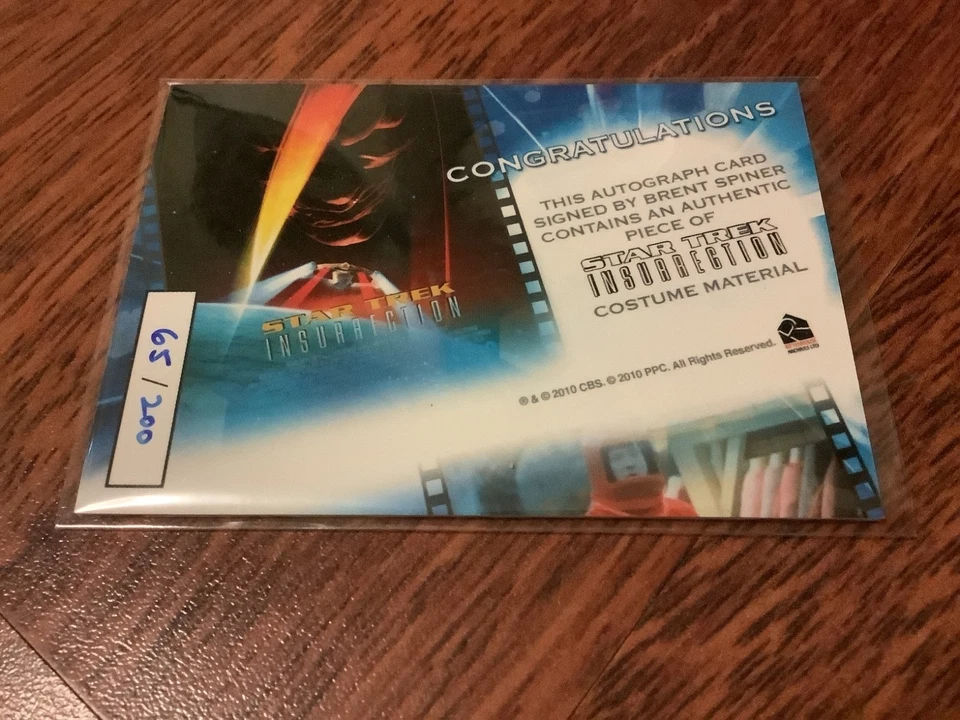 CONGRATULATIONS
THIS AUTOGRAPH CARD
SIGNED BY BRENT SPINER
CONTAINS AN AUTHENTIC
PIECE OF
STAR TREK
INSURRECTION
COSTUME MATERIAL
® & © 2010 CBS. © 2010 PPC. All Rights Reserved.
STAR TREK
INSURRECTION
65/200